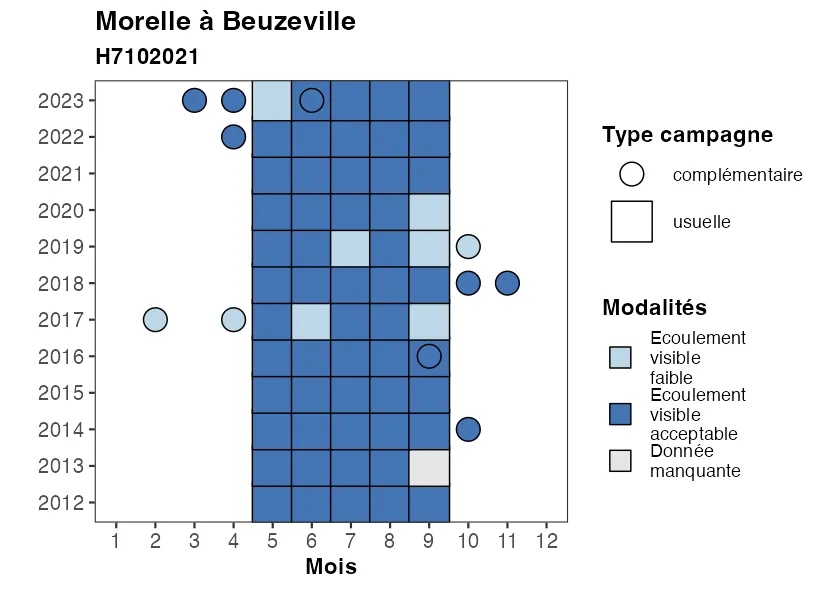 Morelle à Beuzeville
H7102021
2023
2022
2021
2020
2019
2018
2017
2016
2015
2014
2013
2012
1 2 3 4 5 6 7 8 9 10 11 12
Mois
Type campagne
complémentaire
usuelle
Modalités
Ecoulement
visible
faible
Ecoulement
visible
acceptable
Donnée
manquante